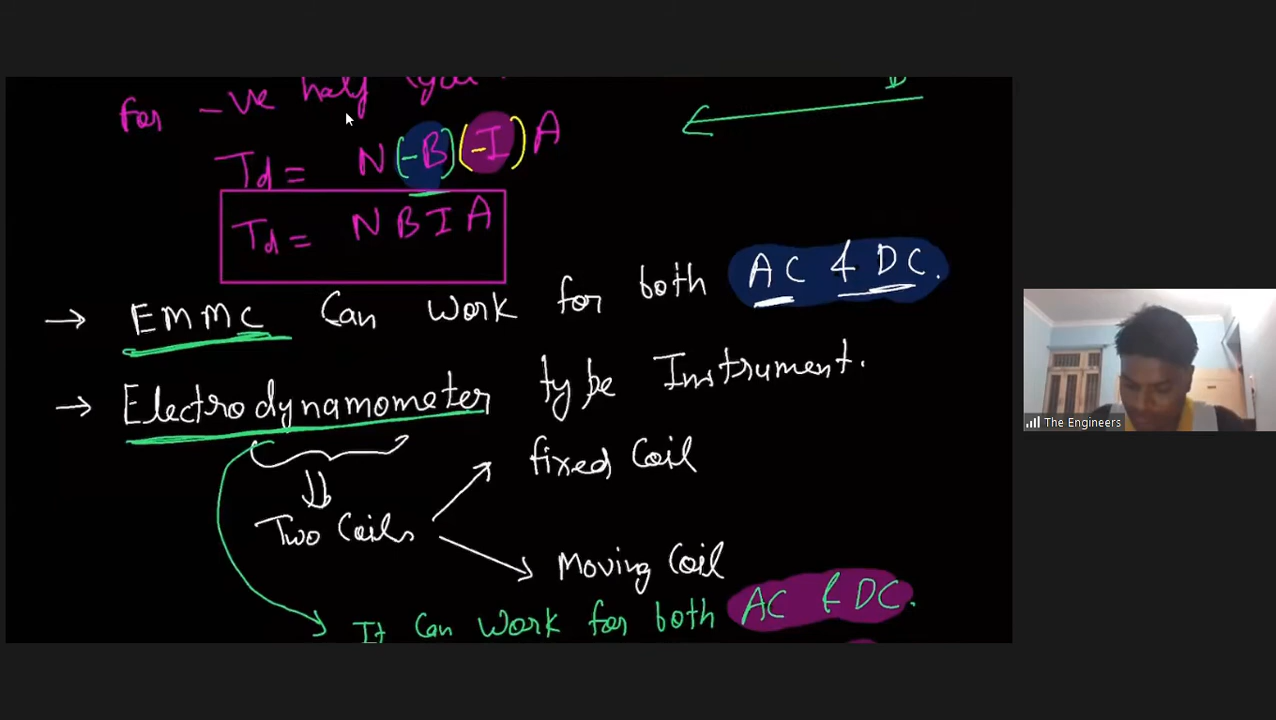 for -ve half
Td = N(-B)(-I)A
Td = NBIA
→ EMMC Can work for both AC & DC.
→ Electrodynamometer type Instrument.
fixed Coil
Two Coils
Moving Coil
It Can work for both AC & DC.
The Engineers